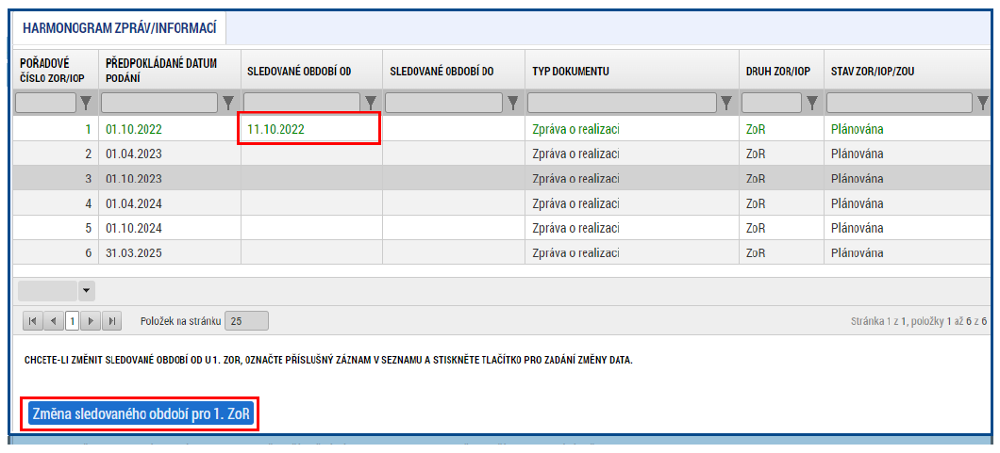 HARMONOGRAM ZPRÁV/INFORMACÍ
POŘADOVÉ ČÍSLO ZOR/IOP PŘEDPOKLÁDANÉ DATUM PODÁNÍ SLEDOVANÉ OBDOBÍ OD SLEDOVANÉ OBDOBÍ DO TYP DOKUMENTU DRUH ZOR/IOP STAV ZOR/IOP/ZOU
1 01.10.2022 11.10.2022 Zpráva o realizaci ZoR Plánována
2 01.04.2023 Zpráva o realizaci ZoR Plánována
3 01.10.2023 Zpráva o realizaci ZoR Plánována
4 01.04.2024 Zpráva o realizaci ZoR Plánována
5 01.10.2024 Zpráva o realizaci ZoR Plánována
6 31.03.2025 Zpráva o realizaci ZoR Plánována
1 Položek na stránku 25 Stránka 1 z 1, položky 1 až 6 z 6
CHCETE-LI ZMĚNIT SLEDOVANÉ OBDOBÍ OD U 1. ZOR, OZNAČTE PŘÍSLUŠNÝ ZÁZNAM V SEZNAMU A STISKNĚTE TLAČÍTKO PRO ZADÁNÍ ZMĚNY DATA.
Změna sledovaného období pro 1. ZoR